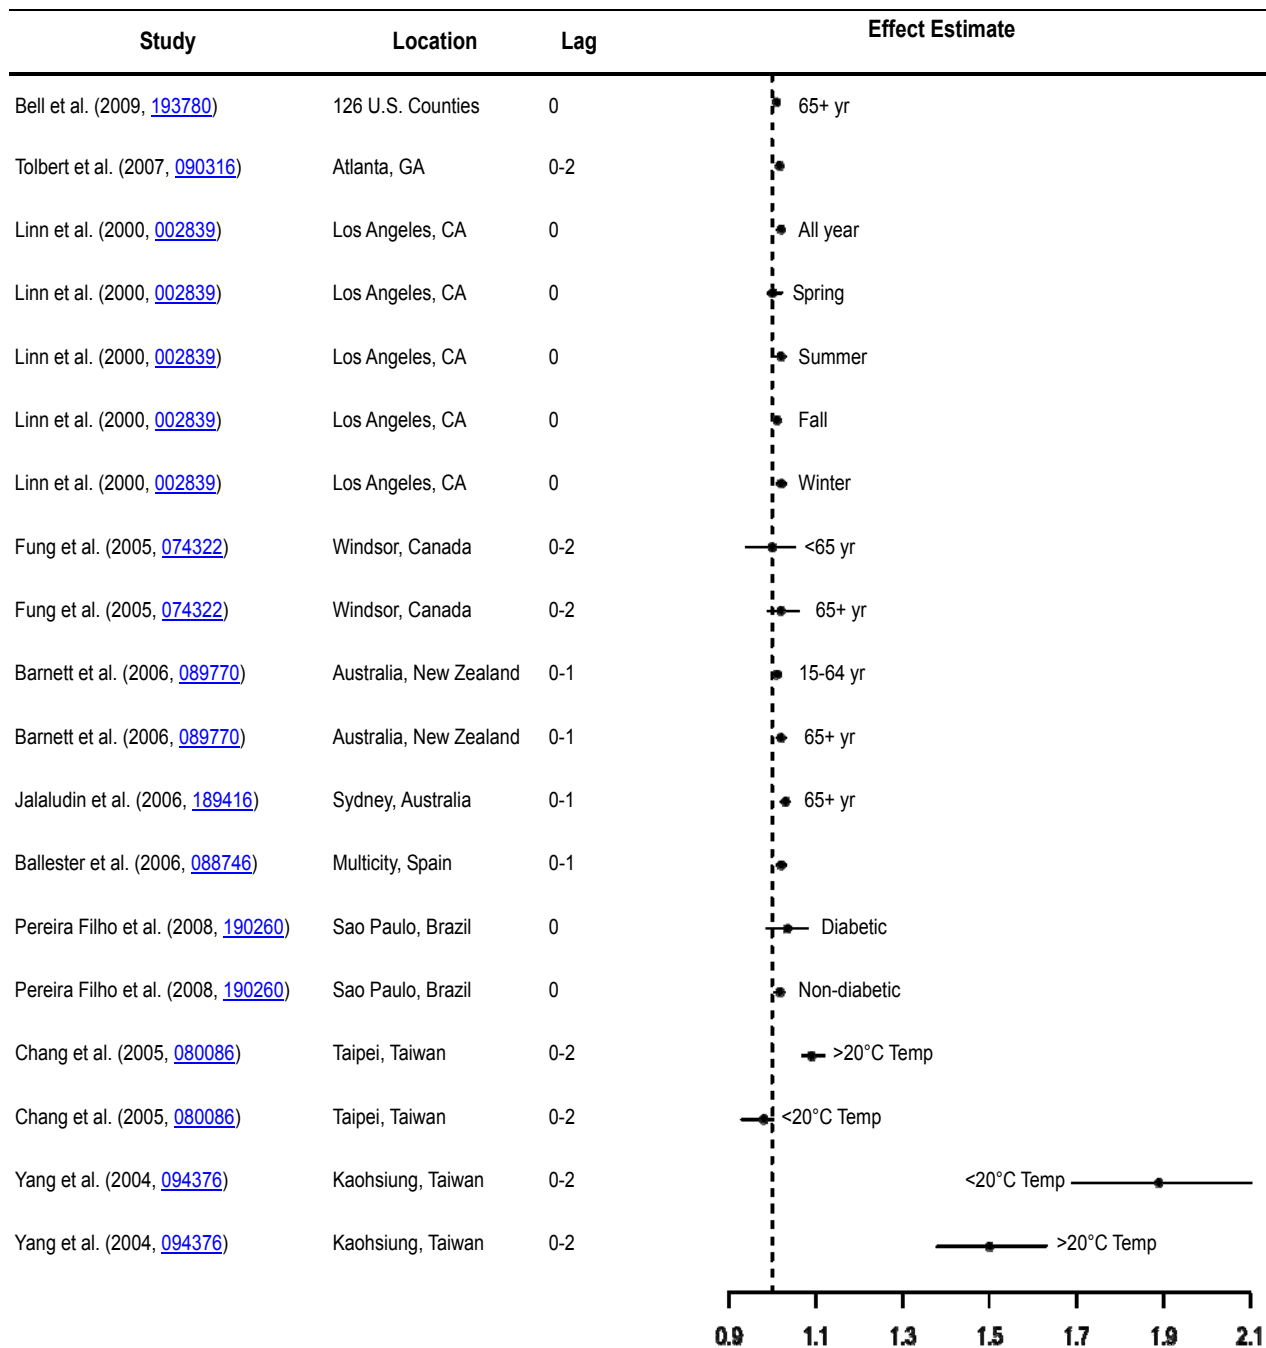 Study Location Lag Effect Estimate
Bell et al. (2009, 193780) 126 U.S. Counties 0 65+ yr
Tolbert et al. (2007, 090316) Atlanta, GA 0-2
Linn et al. (2000, 002839) Los Angeles, CA 0 All year
Linn et al. (2000, 002839) Los Angeles, CA 0 Spring
Linn et al. (2000, 002839) Los Angeles, CA 0 Summer
Linn et al. (2000, 002839) Los Angeles, CA 0 Fall
Linn et al. (2000, 002839) Los Angeles, CA 0 Winter
Fung et al. (2005, 074322) Windsor, Canada 0-2 <65 yr
Fung et al. (2005, 074322) Windsor, Canada 0-2 65+ yr
Barnett et al. (2006, 089770) Australia, New Zealand 0-1 15-64 yr
Barnett et al. (2006, 089770) Australia, New Zealand 0-1 65+ yr
Jalaludin et al. (2006, 189416) Sydney, Australia 0-1 65+ yr
Ballester et al. (2006, 088746) Multicity, Spain 0-1
Pereira Filho et al. (2008, 190260) Sao Paulo, Brazil 0 Diabetic
Pereira Filho et al. (2008, 190260) Sao Paulo, Brazil 0 Non-diabetic
Chang et al. (2005, 080086) Taipei, Taiwan 0-2 >20°C Temp
Chang et al. (2005, 080086) Taipei, Taiwan 0-2 <20°C Temp
Yang et al. (2004, 094376) Kaohsiung, Taiwan 0-2 <20°C Temp
Yang et al. (2004, 094376) Kaohsiung, Taiwan 0-2 >20°C Temp
0.9 1.1 1.3 1.5 1.7 1.9 2.1